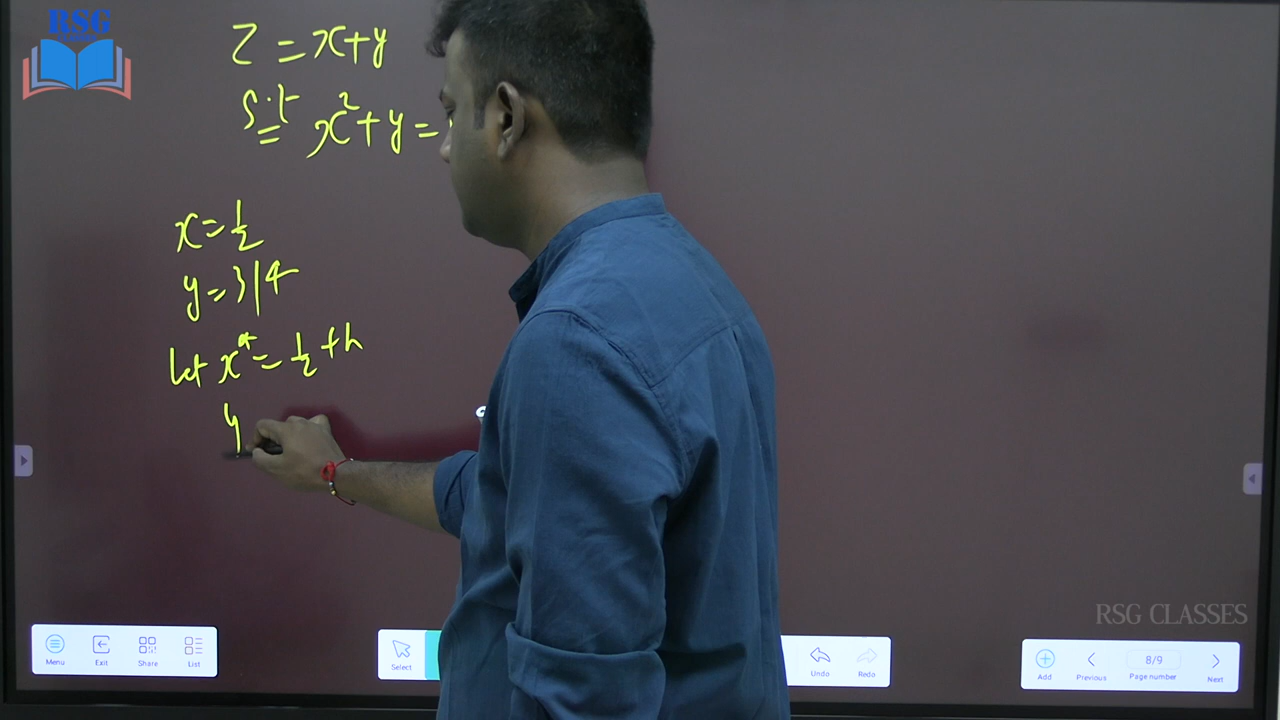 RSG
z = x+y
S.t x² + y =
x = 1/2
y = 3/4
let x* = 1/2 + h
y
RSG CLASSES
Menu Exit Share List Select Undo Redo Add Previous 8/9 Page number Next